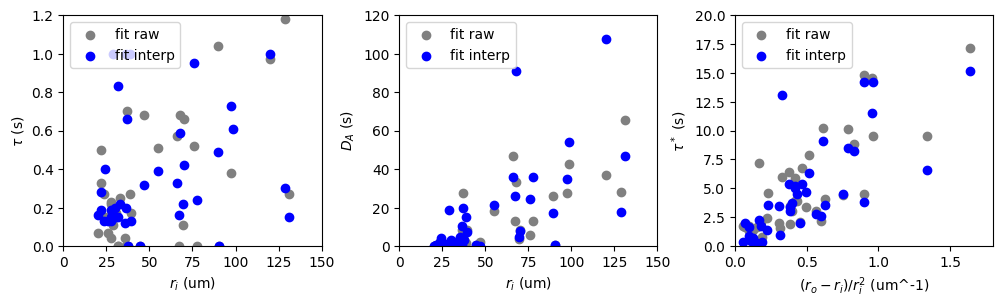 fit raw
fit interp
1.2
1.0
0.8
0.6
0.4
0.2
0.0
τ (s)
0 25 50 75 100 125 150
r_i (um)
fit raw
fit interp
120
100
80
60
40
20
0
D_A (s)
0 25 50 75 100 125 150
r_i (um)
fit raw
fit interp
20.0
17.5
15.0
12.5
10.0
7.5
5.0
2.5
0.0
τ* (s)
0.0 0.5 1.0 1.5
(r_o − r_i)/r_i^2 (um^-1)